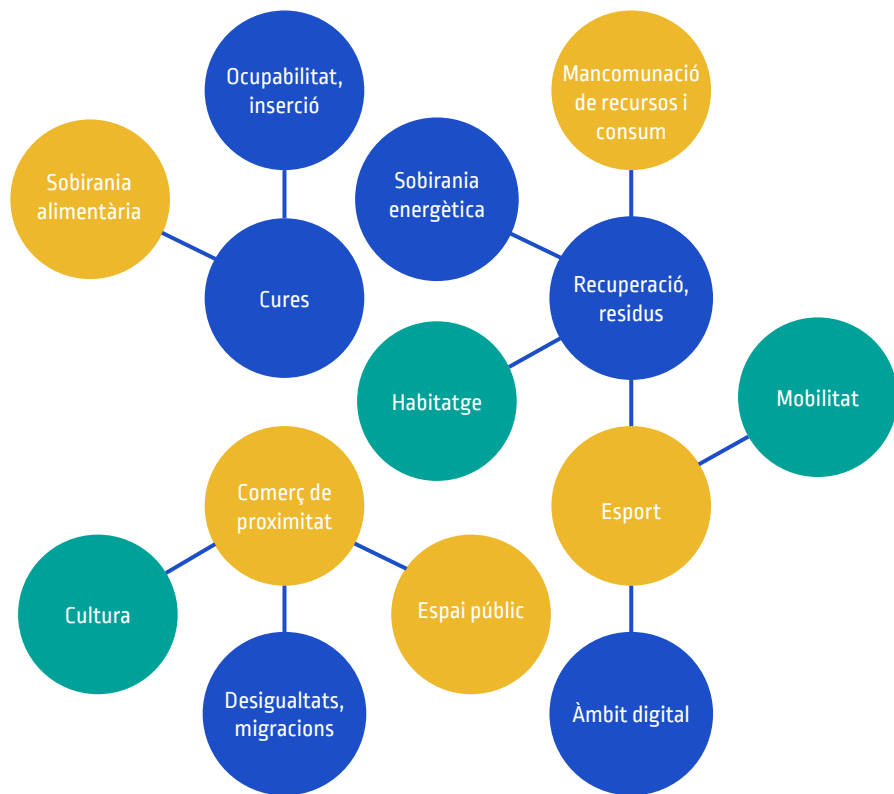 Ocupabilitat,
inserció
Mancomunació
de recursos i
consum
Sobirania
alimentària
Sobirania
energètica
Cures
Recuperació,
residus
Habitatge
Mobilitat
Comerç de
proximitat
Esport
Cultura
Espai públic
Desigualtats,
migracions
Àmbit digital